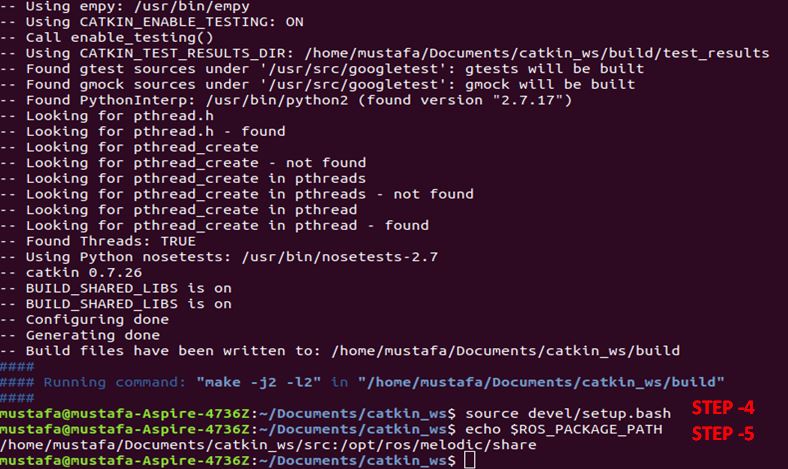 -- Using empy: /usr/bin/empy
-- Using CATKIN_ENABLE_TESTING: ON
-- Call enable_testing()
-- Using CATKIN_TEST_RESULTS_DIR: /home/mustafa/Documents/catkin_ws/build/test_results
-- Found gtest sources under '/usr/src/googletest': gtests will be built
-- Found gmock sources under '/usr/src/googletest': gmock will be built
-- Found PythonInterp: /usr/bin/python2 (found version "2.7.17")
-- Looking for pthread.h
-- Looking for pthread.h - found
-- Looking for pthread_create
-- Looking for pthread_create - not found
-- Looking for pthread_create in pthreads
-- Looking for pthread_create in pthreads - not found
-- Looking for pthread_create in pthread
-- Looking for pthread_create in pthread - found
-- Found Threads: TRUE
-- Using Python nosetests: /usr/bin/nosetests-2.7
-- catkin 0.7.26
-- BUILD_SHARED_LIBS is on
-- BUILD_SHARED_LIBS is on
-- Configuring done
-- Generating done
-- Build files have been written to: /home/mustafa/Documents/catkin_ws/build
####
#### Running command: "make -j2 -l2" in "/home/mustafa/Documents/catkin_ws/build"
####
mustafa@mustafa-Aspire-4736Z:~/Documents/catkin_ws$ source devel/setup.bash STEP -4
mustafa@mustafa-Aspire-4736Z:~/Documents/catkin_ws$ echo $ROS_PACKAGE_PATH STEP -5
/home/mustafa/Documents/catkin_ws/src:/opt/ros/melodic/share
mustafa@mustafa-Aspire-4736Z:~/Documents/catkin_ws$